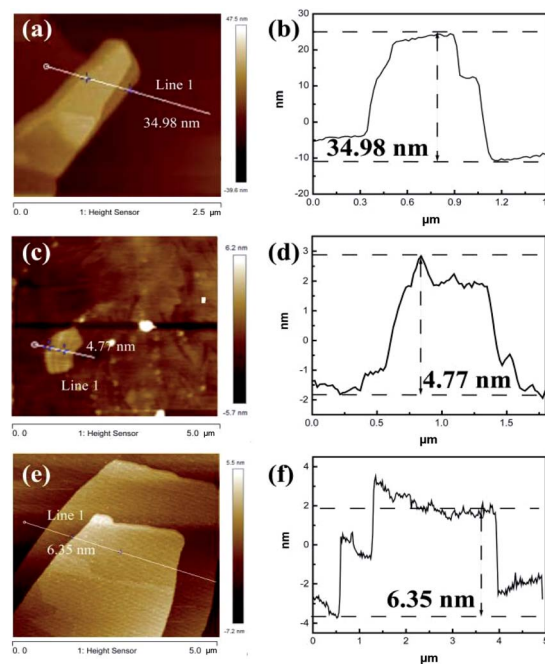 (a)
47.5 nm
Line 1
34.98 nm
-39.6 nm
0. 0 1: Height Sensor 2.5 μm
(b)
30
20
10
0
-10
-20
nm
34.98 nm
0.0 0.3 0.6 0.9 1.2 1.5
μm
(c)
6.2 nm
4.77 nm
Line 1
-5.7 nm
0. 0 1: Height Sensor 5.0 μm
(d)
3
2
1
0
-1
-2
nm
4.77 nm
0.0 0.5 1.0 1.5
μm
(e)
5.5 nm
Line 1
6.35 nm
-7.2 nm
0. 0 1: Height Sensor 5.0 μm
(f)
4
2
0
-2
-4
nm
6.35 nm
0 1 2 3 4 5
μm